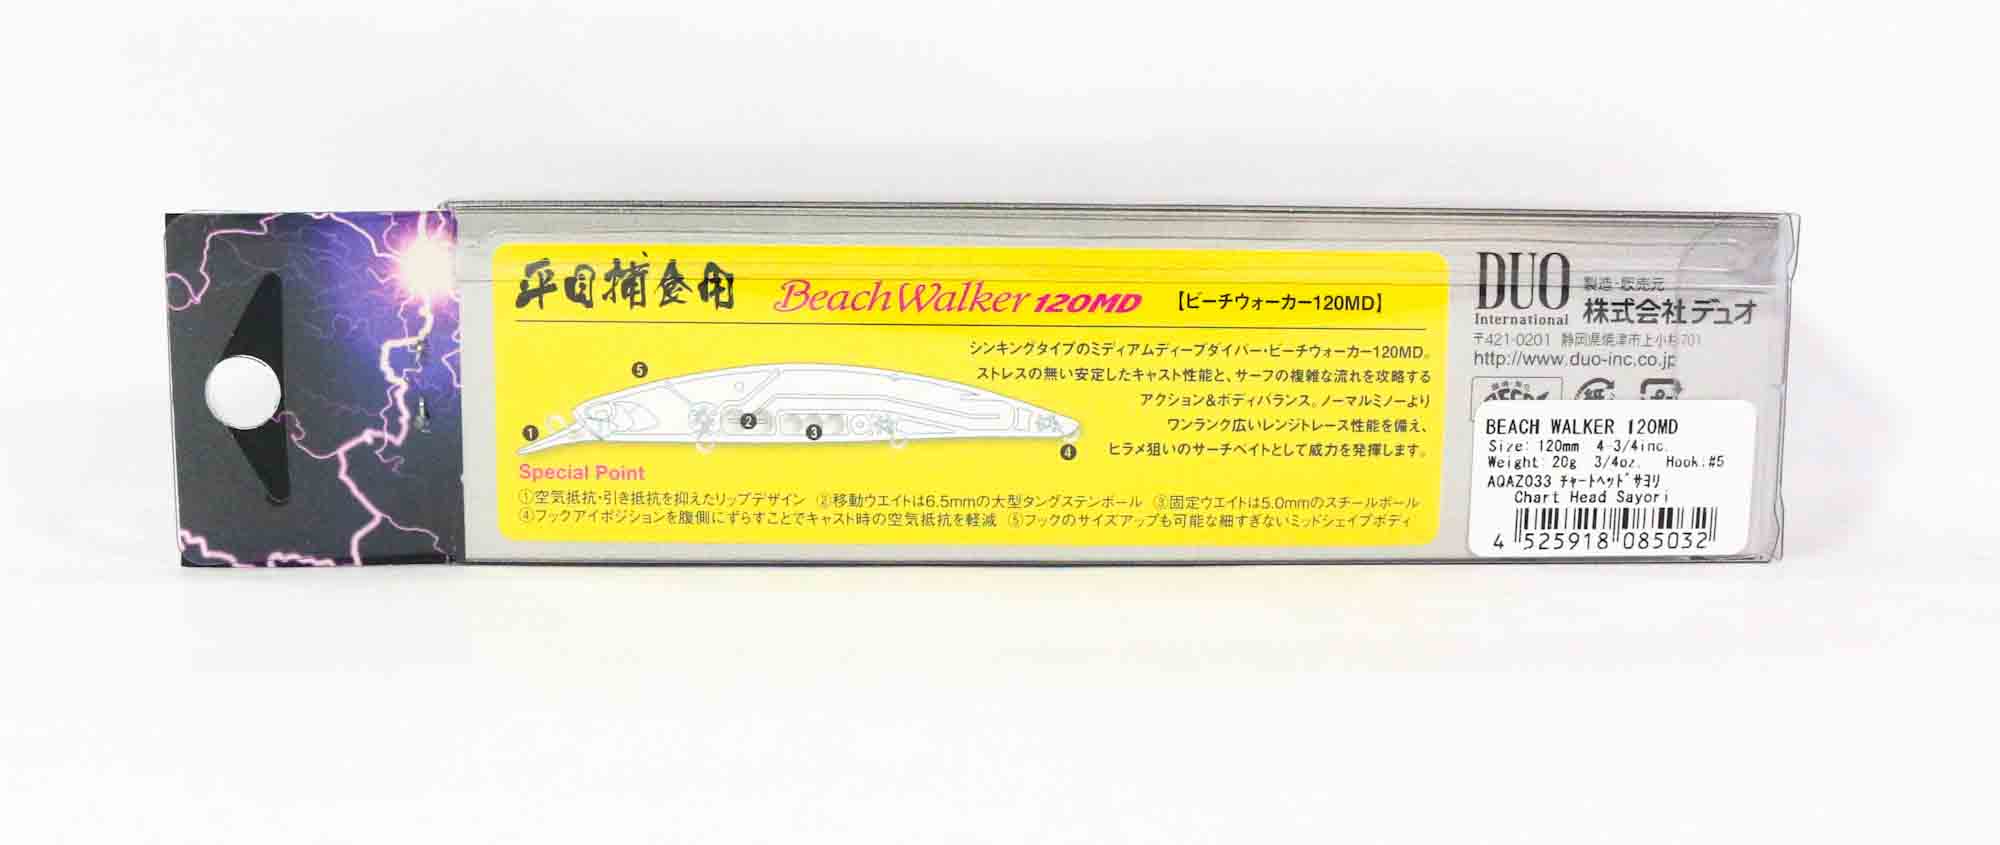 平目捕食用 Beach Walker 120MD 【ビーチウォーカー120MD】
シンキングタイプのミディアムディープダイバー・ビーチウォーカー120MD。
ストレスの無い安定したキャスト性能と、サーフの複雑な流れを攻略する
アクション&ボディバランス。ノーマルミノーより
ワンランク広いレンジトレース性能を備え、
ヒラメ狙いのサーチベイトとして威力を発揮します。
❺
❶
❷
❸
❹
Special Point
①空気抵抗・引き抵抗を抑えたリップデザイン ②移動ウエイトは6.5mmの大型タングステンボール ③固定ウエイトは5.0mmのスチールボール
④フックアイポジションを腹側にずらすことでキャスト時の空気抵抗を軽減 ⑤フックのサイズアップも可能な細すぎないミッドシェイプボディ
DUO
International
製造・販売元
株式会社デュオ
〒421-0201 静岡県焼津市上小杉701
http://www.duo-inc.co.jp
紙
BEACH WALKER 120MD
Size: 120mm 4-3/4inc.
Weight: 20g 3/4oz. Hook:#5
AQAZ033 ﾁｬｰﾄﾍｯﾄﾞｻﾖﾘ
Chart Head Sayori
4 525918 085032